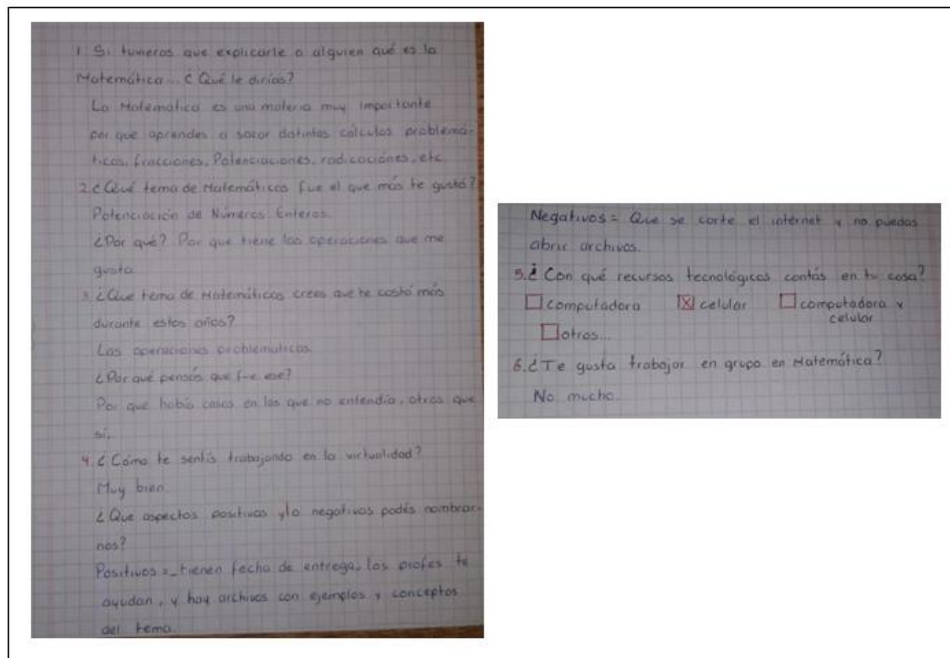 1. Si tuvieras que explicarle a alguien qué es la
Matemática... ¿Qué le dirías?
La Matemática es una materia muy importante
por que aprendes a sacar distintos cálculos problemá-
ticos, fracciones, Potenciaciones, radicaciónes, etc.
2. ¿Qué tema de Matemáticas fue el que más te gustó?
Potenciación de Números Enteros.
¿Por qué? Por que tiene las operaciones que me
gusta.
3. ¿Que tema de Matemáticas crees que te costó más
durante estos años?
Las operaciones problematicas.
¿Por qué pensás que fue ese?
Por que había casos en los que no entendía, otros que
si.
4. ¿Cómo te sentís trabajando en la virtualidad?
Muy bien.
¿Que aspectos positivos y/o negativos podés nombrar-
nos?
Positivos = tienen fecha de entrega, los profes te
ayudan, y hay archivos con ejemplos y conceptos
del tema.
Negativos = Que se corte el internet y no puedas
abrir archivos.
5. ¿Con qué recursos tecnológicos contás en tu casa?
computadora X celular computadora y
celular
otros...
6. ¿Te gusta trabajar en grupo en Matemática?
No mucho.